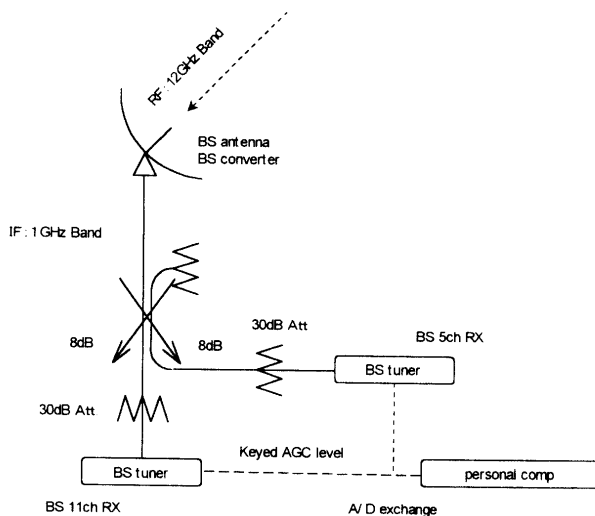 RF : 12GHz Band
BS antenna
BS converter
IF : 1GHz Band
30dB Att
BS 5ch RX
8dB
8dB
BS tuner
30dB Att
Keyed AGC level
BS tuner
personal comp
BS 11ch RX
A/D exchange